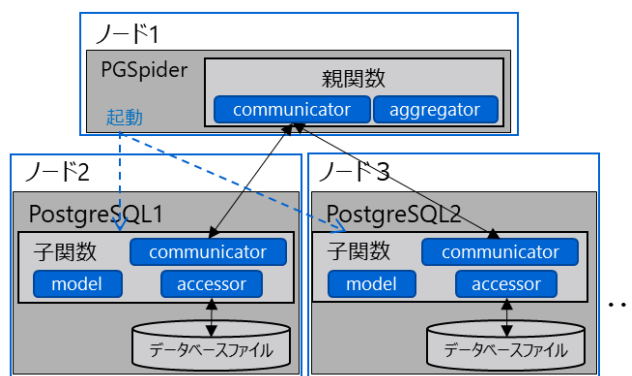 ノード1
PGSpider
親関数
communicator
aggregator
起動
ノード2
PostgreSQL1
子関数
communicator
model
accessor
データベースファイル
ノード3
PostgreSQL2
子関数
communicator
model
accessor
データベースファイル
‥